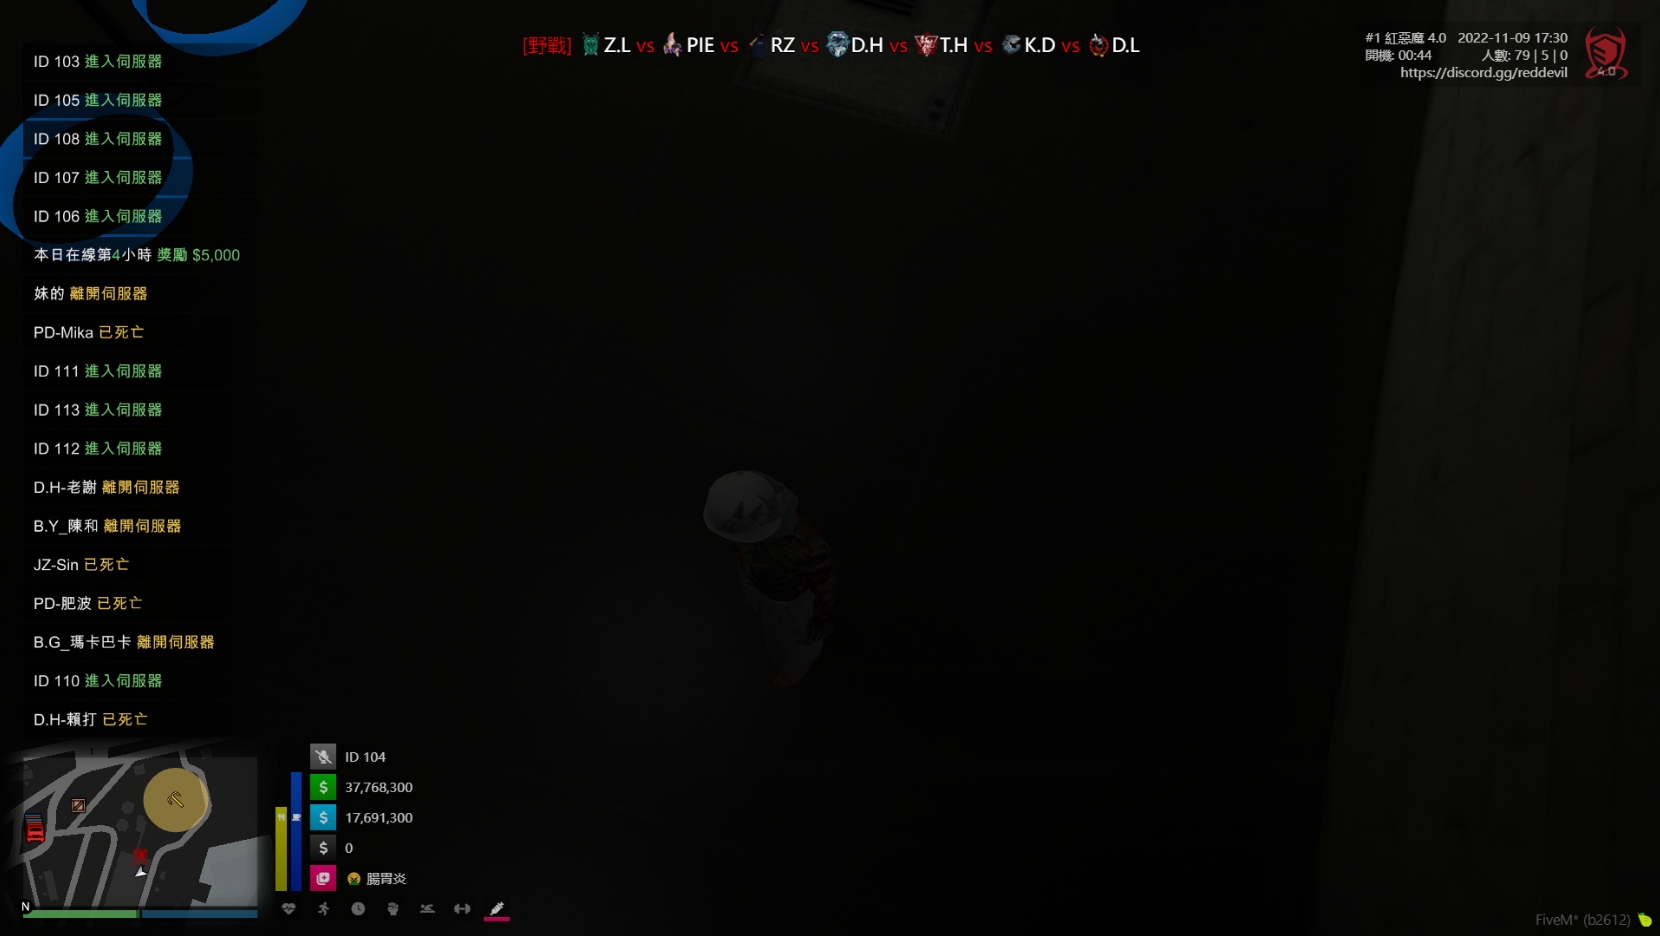 [野戰] Z.L vs PIE vs RZ vs D.H vs T.H vs K.D vs D.L
#1 紅惡魔 4.0 2022-11-09 17:30
開機: 00:44 人數: 79 | 5 | 0
https://discord.gg/reddevil
4.0
ID 103 進入伺服器
ID 105 進入伺服器
ID 108 進入伺服器
ID 107 進入伺服器
ID 106 進入伺服器
本日在線第4小時 獎勵 $5,000
妹的 離開伺服器
PD-Mika 已死亡
ID 111 進入伺服器
ID 113 進入伺服器
ID 112 進入伺服器
D.H-老謝 離開伺服器
B.Y_陳和 離開伺服器
JZ-Sin 已死亡
PD-肥波 已死亡
B.G_瑪卡巴卡 離開伺服器
ID 110 進入伺服器
D.H-賴打 已死亡
ID 104
$ 37,768,300
$ 17,691,300
$ 0
腸胃炎
N
FiveM* (b2612)